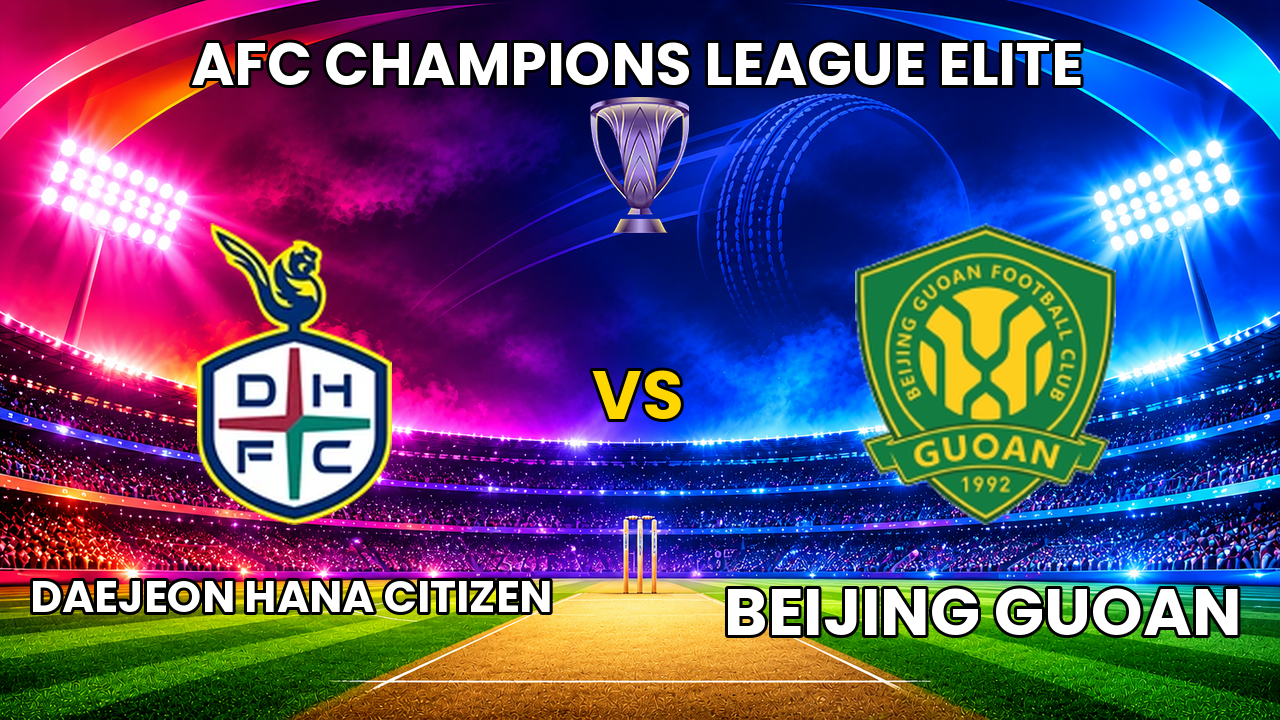 AFC CHAMPIONS LEAGUE ELITE
VS
D H
F C
BEIJING GUOAN FOOTBALL CLUB
GUOAN
1992
DAEJEON HANA CITIZEN
BEIJING GUOAN